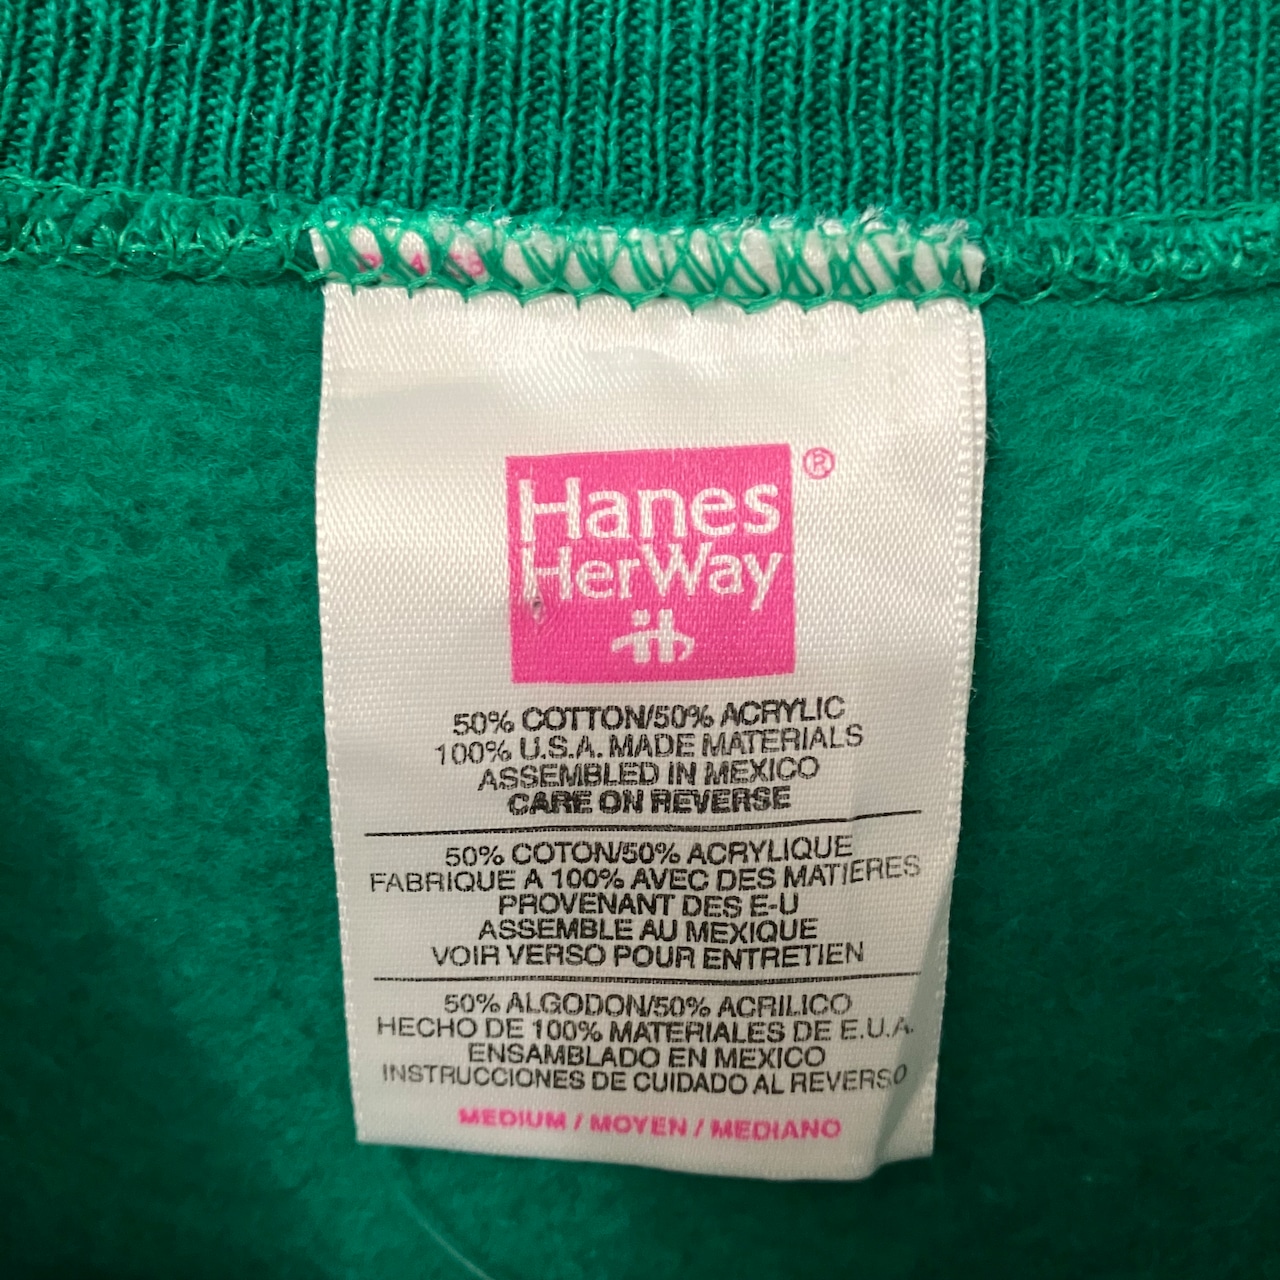 Hanes
HerWay
®
50% COTTON/50% ACRYLIC
100% U.S.A. MADE MATERIALS
ASSEMBLED IN MEXICO
CARE ON REVERSE
50% COTON/50% ACRYLIQUE
FABRIQUE A 100% AVEC DES MATIERES
PROVENANT DES E-U
ASSEMBLE AU MEXIQUE
VOIR VERSO POUR ENTRETIEN
50% ALGODON/50% ACRILICO
HECHO DE 100% MATERIALES DE E.U.A.
ENSAMBLADO EN MEXICO
INSTRUCCIONES DE CUIDADO AL REVERSO
MEDIUM / MOYEN / MEDIANO